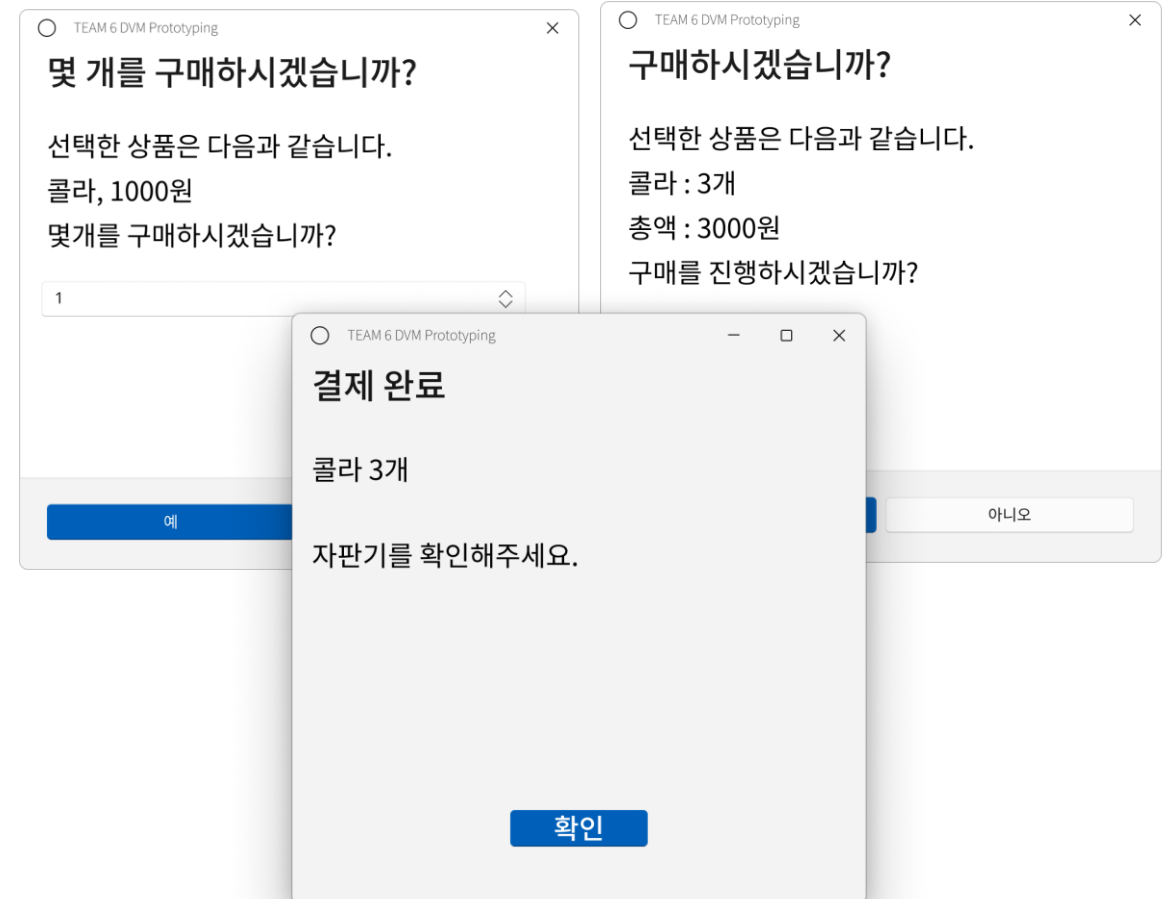 TEAM 6 DVM Prototyping
몇 개를 구매하시겠습니까?
선택한 상품은 다음과 같습니다.
콜라, 1000원
몇개를 구매하시겠습니까?
1
예
TEAM 6 DVM Prototyping
구매하시겠습니까?
선택한 상품은 다음과 같습니다.
콜라 : 3개
총액 : 3000원
구매를 진행하시겠습니까?
아니오
TEAM 6 DVM Prototyping
결제 완료
콜라 3개
자판기를 확인해주세요.
확인